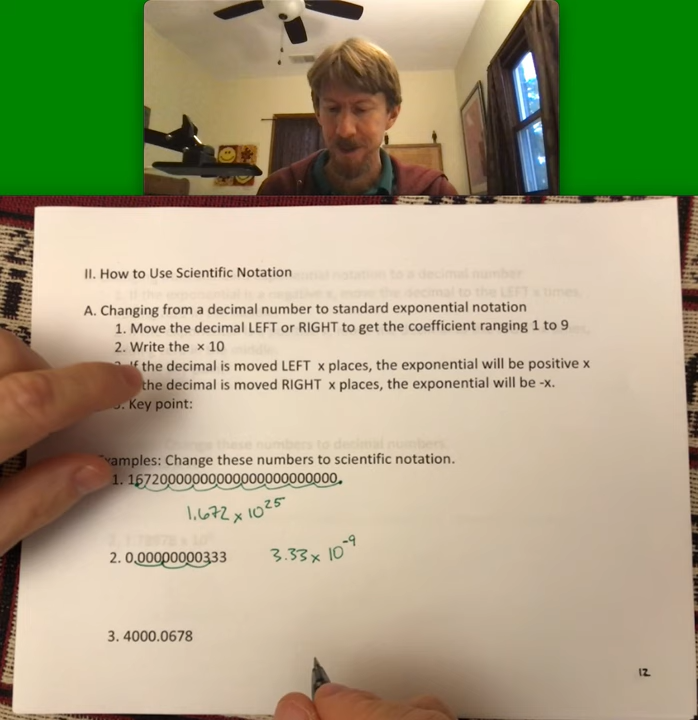 II. How to Use Scientific Notation
A. Changing from a decimal number to standard exponential notation
1. Move the decimal LEFT or RIGHT to get the coefficient ranging 1 to 9
2. Write the × 10
If the decimal is moved LEFT x places, the exponential will be positive x
the decimal is moved RIGHT x places, the exponential will be -x.
. Key point:
amples: Change these numbers to scientific notation.
1.
1.672 x 10²⁵
2. 0.00000000333 3.33 x 10⁻⁹
3. 4000.0678
12